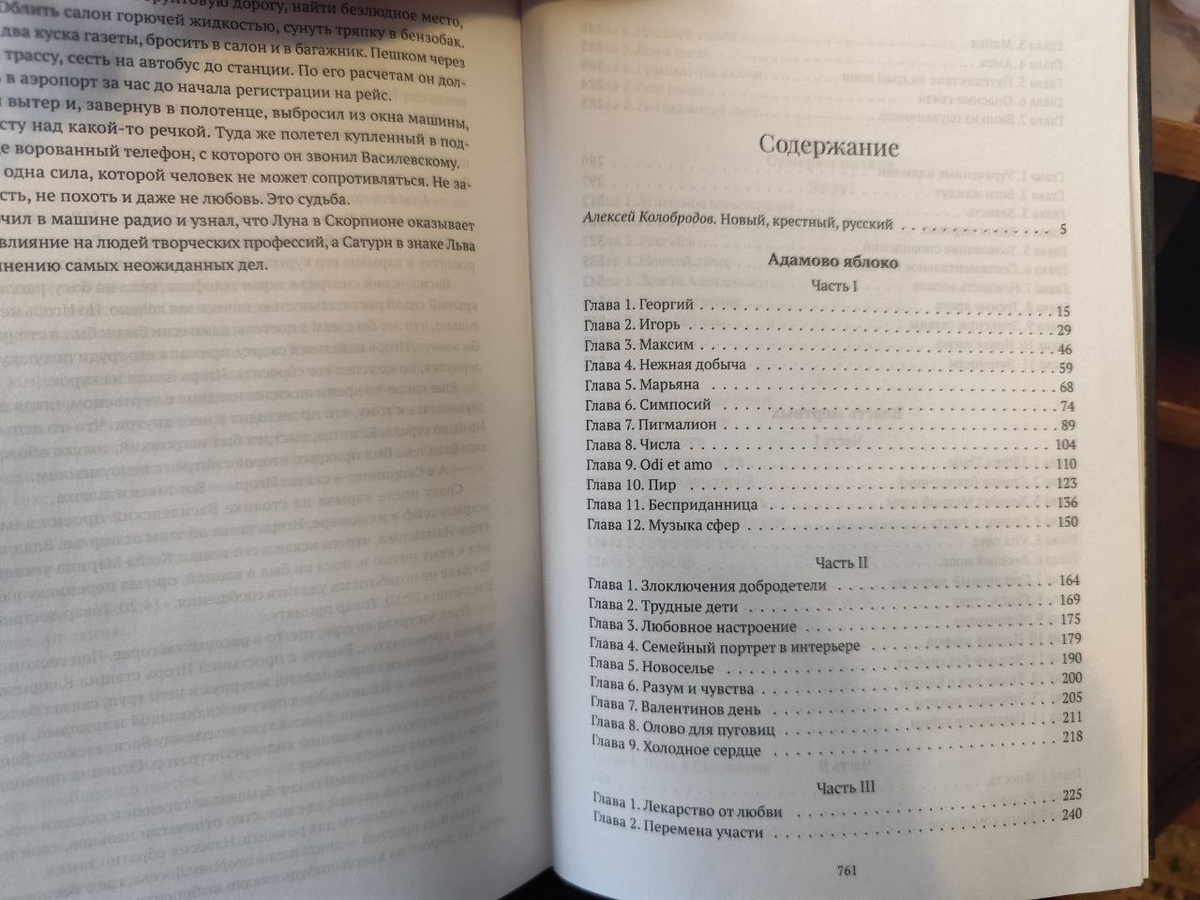 грунтовую дорогу, найти безлюдное место,
Облить салон горючей жидкостью, сунуть тряпку в бензобак.
два куска газеты, бросить в салон и в багажник. Пешком через
трассу, сесть на автобус до станции. По его расчетам он дол-
в аэропорт за час до начала регистрации на рейс.
вытер и, завернув в полотенце, выбросил из окна машины,
сту над какой-то речкой. Туда же полетел купленный в под-
е ворованный телефон, с которого он звонил Василевскому.
одна сила, которой человек не может сопротивляться. Не за-
сть, не похоть и даже не любовь. Это судьба.
чил в машине радио и узнал, что Луна в Скорпионе оказывает
влияние на людей творческих профессий, а Сатурн в знаке Льва
нению самых неожиданных дел.
Содержание
Алексей Колобродов. Новый, крестный, русский . . . . . . . . . . . . . . . 5
Адамово яблоко
Часть I
Глава 1. Георгий . . . . . . . . . . 15
Глава 2. Игорь . . . . . . . . . . 29
Глава 3. Максим . . . . . . . . . . 46
Глава 4. Нежная добыча . . . . . . . . . . 59
Глава 5. Марьяна . . . . . . . . . . 68
Глава 6. Симпосий . . . . . . . . . . 74
Глава 7. Пигмалион . . . . . . . . . . 89
Глава 8. Числа . . . . . . . . . . 104
Глава 9. Odi et amo . . . . . . . . . . 110
Глава 10. Пир . . . . . . . . . . 123
Глава 11. Бесприданница . . . . . . . . . . 136
Глава 12. Музыка сфер . . . . . . . . . . 150
Часть II
Глава 1. Злоключения добродетели . . . . . . . . . . 164
Глава 2. Трудные дети . . . . . . . . . . 169
Глава 3. Любовное настроение . . . . . . . . . . 175
Глава 4. Семейный портрет в интерьере . . . . . . . . . . 179
Глава 5. Новоселье . . . . . . . . . . 190
Глава 6. Разум и чувства . . . . . . . . . . 200
Глава 7. Валентинов день . . . . . . . . . . 205
Глава 8. Олово для пуговиц . . . . . . . . . . 211
Глава 9. Холодное сердце . . . . . . . . . . 218
Часть III
Глава 1. Лекарство от любви . . . . . . . . . . 225
Глава 2. Перемена участи . . . . . . . . . . 240
761